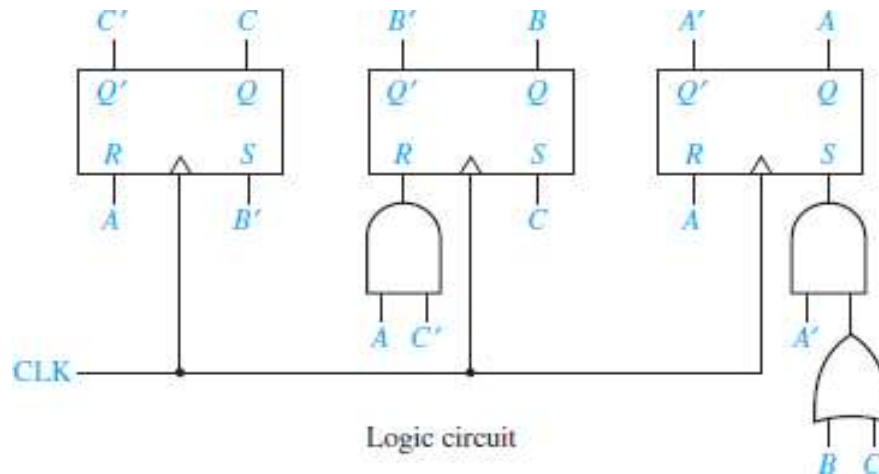 C′ C B′ B A′ A
Q′ Q Q′ Q Q′ Q
R S R S R S
A B′ C A
A C′ A′
CLK
Logic circuit
B C